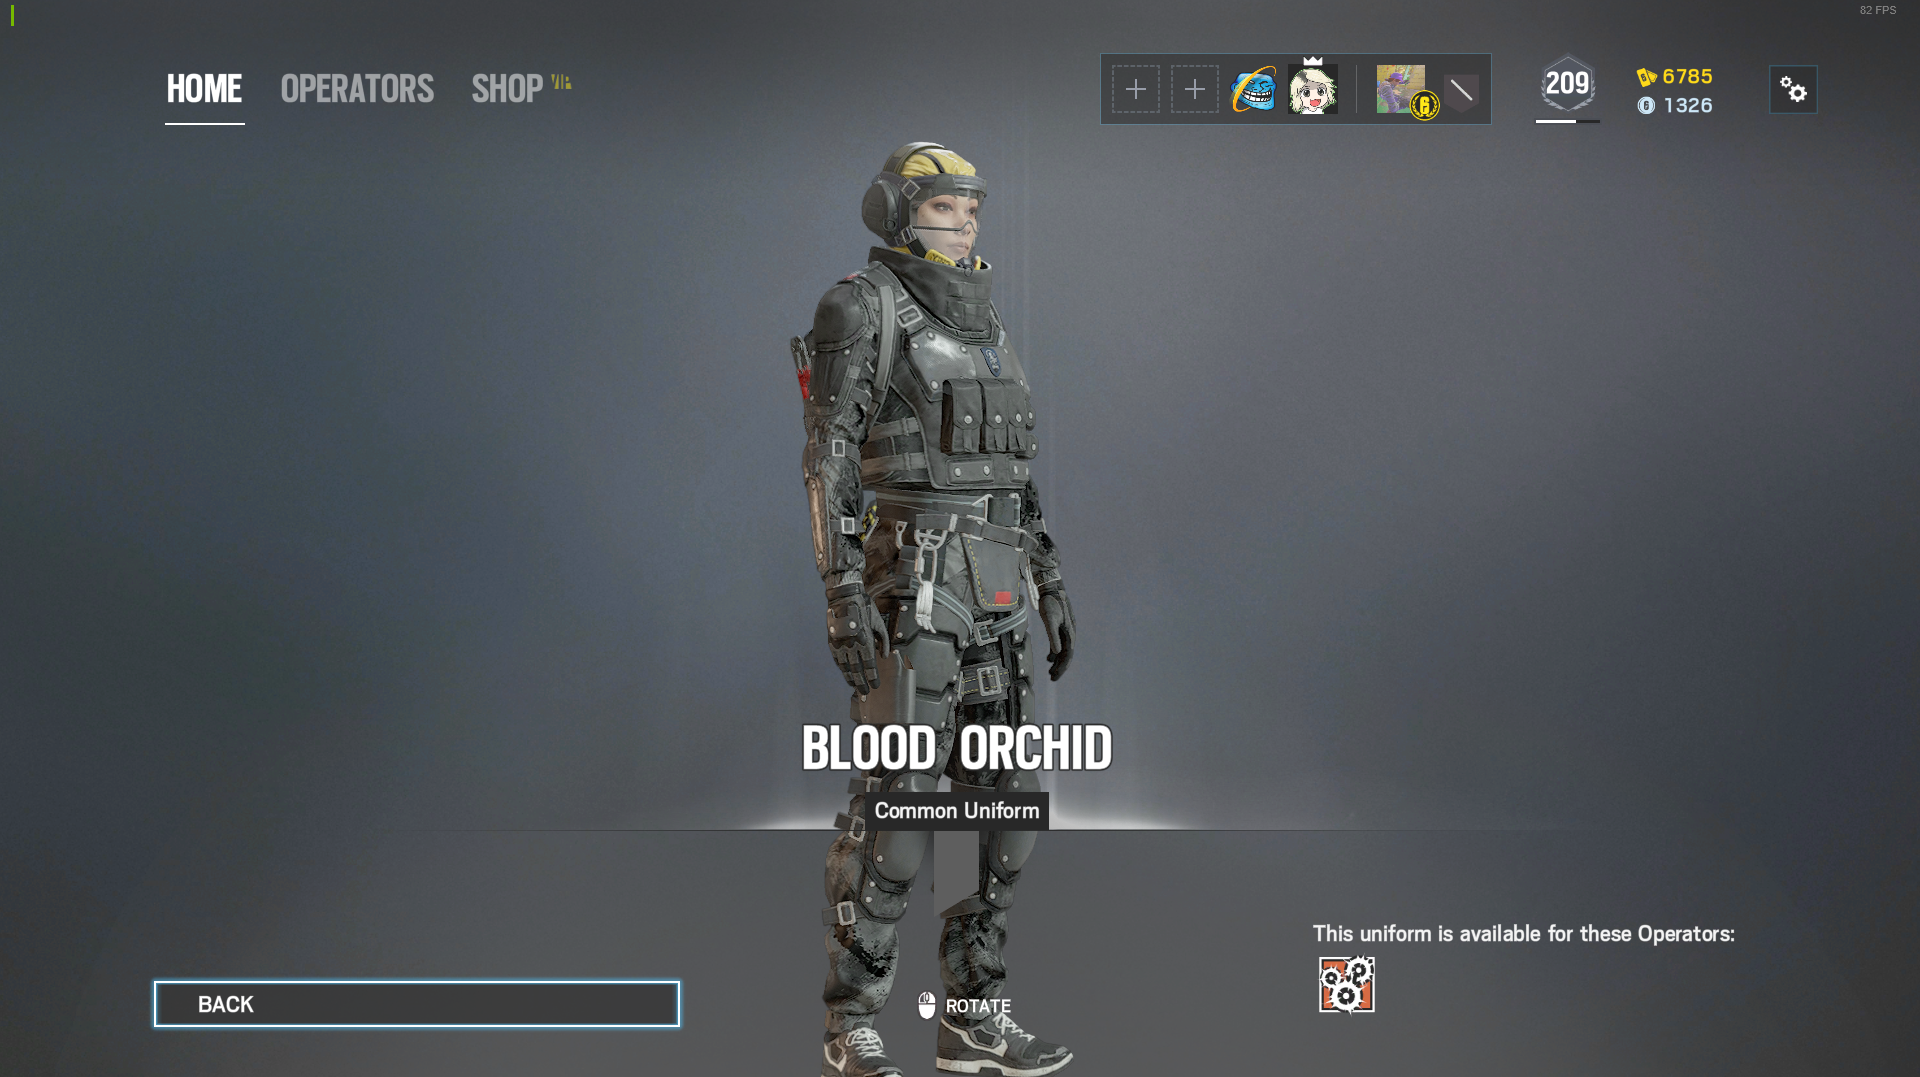 82 FPS
HOME
OPERATORS
SHOP
209
6785
1326
BLOOD ORCHID
Common Uniform
This uniform is available for these Operators:
BACK
ROTATE